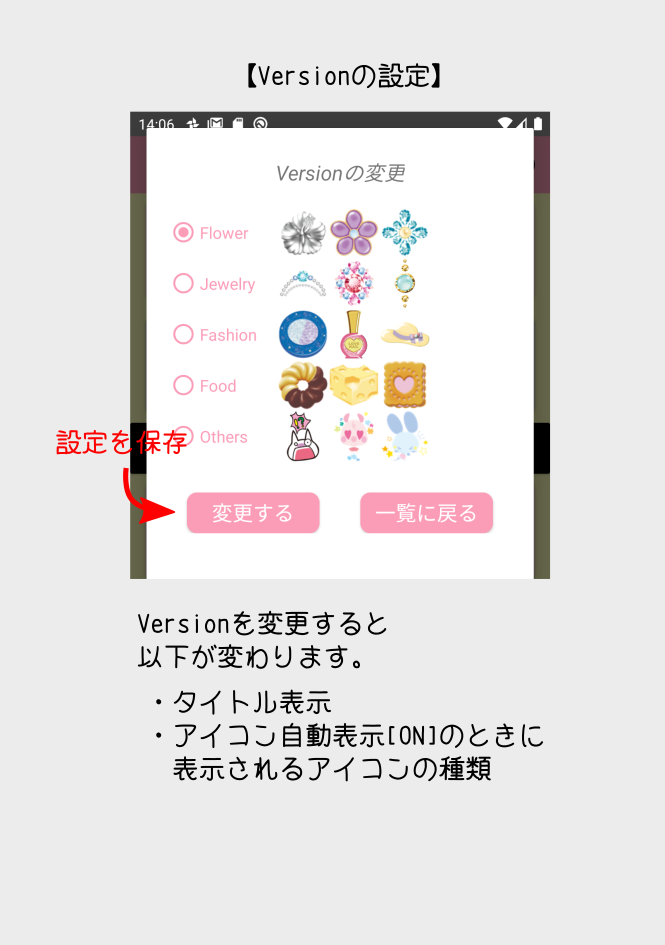 【Versionの設定】
14:06
Versionの変更
Flower
Jewelry
Fashion
Food
Others
設定を保存
変更する
一覧に戻る
Versionを変更すると
以下が変わります。
・タイトル表示
・アイコン自動表示[ON]のときに
表示されるアイコンの種類